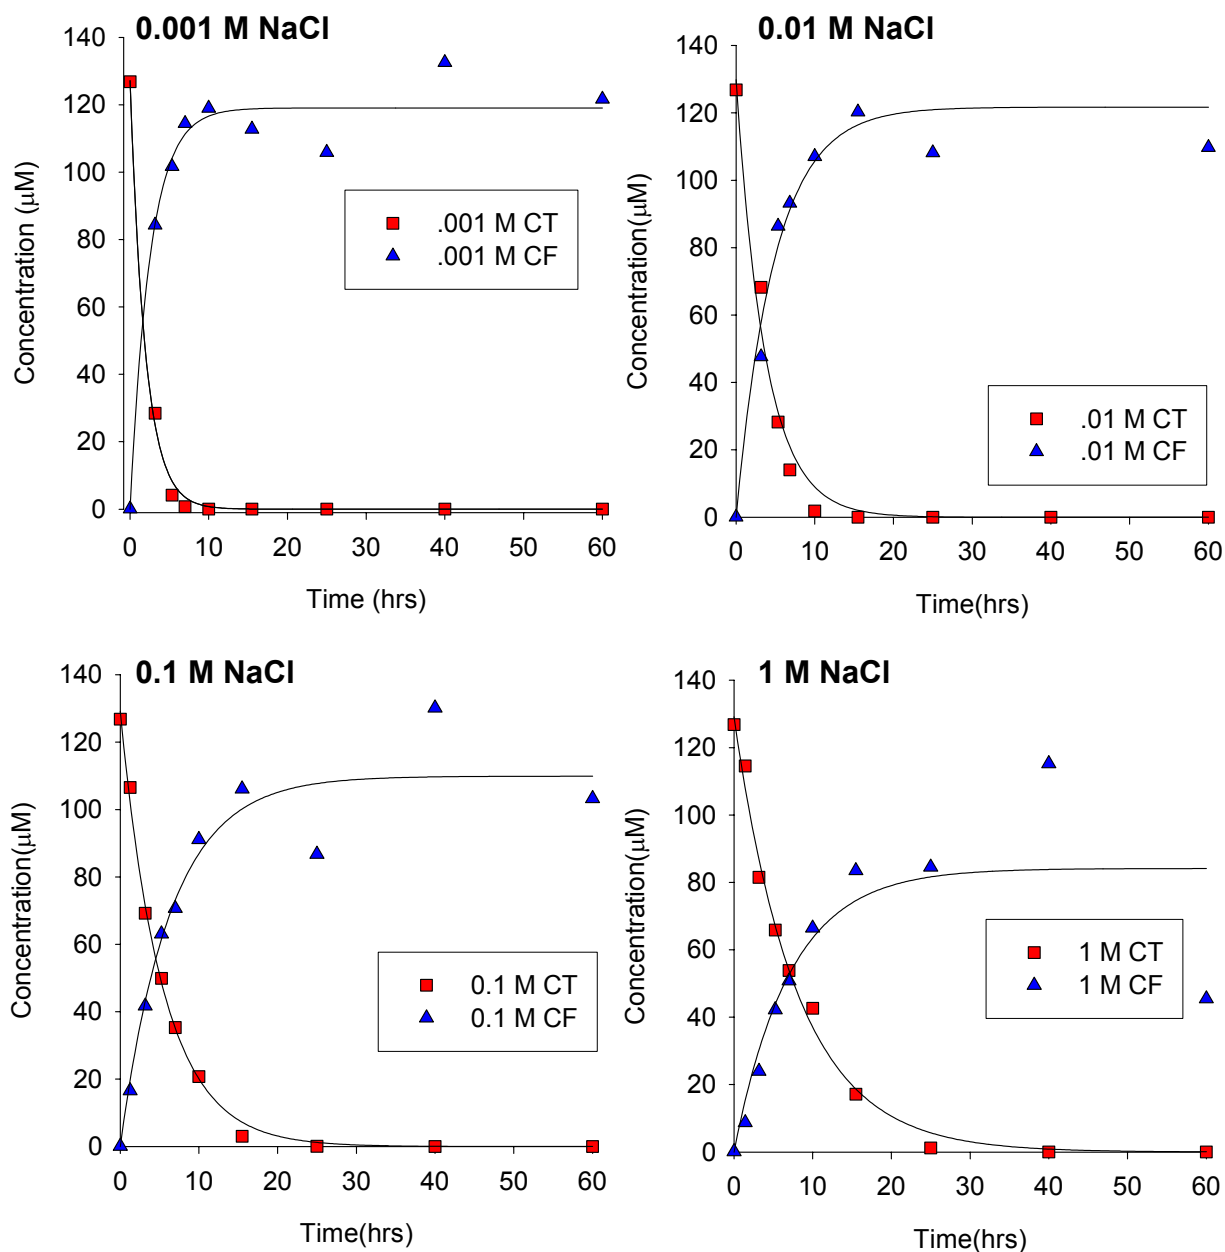 0.001 M NaCl
140
120
100
80
60
40
20
0
Concentration (μM)
.001 M CT
.001 M CF
0 10 20 30 40 50 60
Time (hrs)
0.01 M NaCl
140
120
100
80
60
40
20
0
Concentration(μM)
.01 M CT
.01 M CF
0 10 20 30 40 50 60
Time(hrs)
0.1 M NaCl
140
120
100
80
60
40
20
0
Concentration(μM)
0.1 M CT
0.1 M CF
0 10 20 30 40 50 60
Time(hrs)
1 M NaCl
140
120
100
80
60
40
20
0
Concentration(μM)
1 M CT
1 M CF
0 10 20 30 40 50 60
Time(hrs)